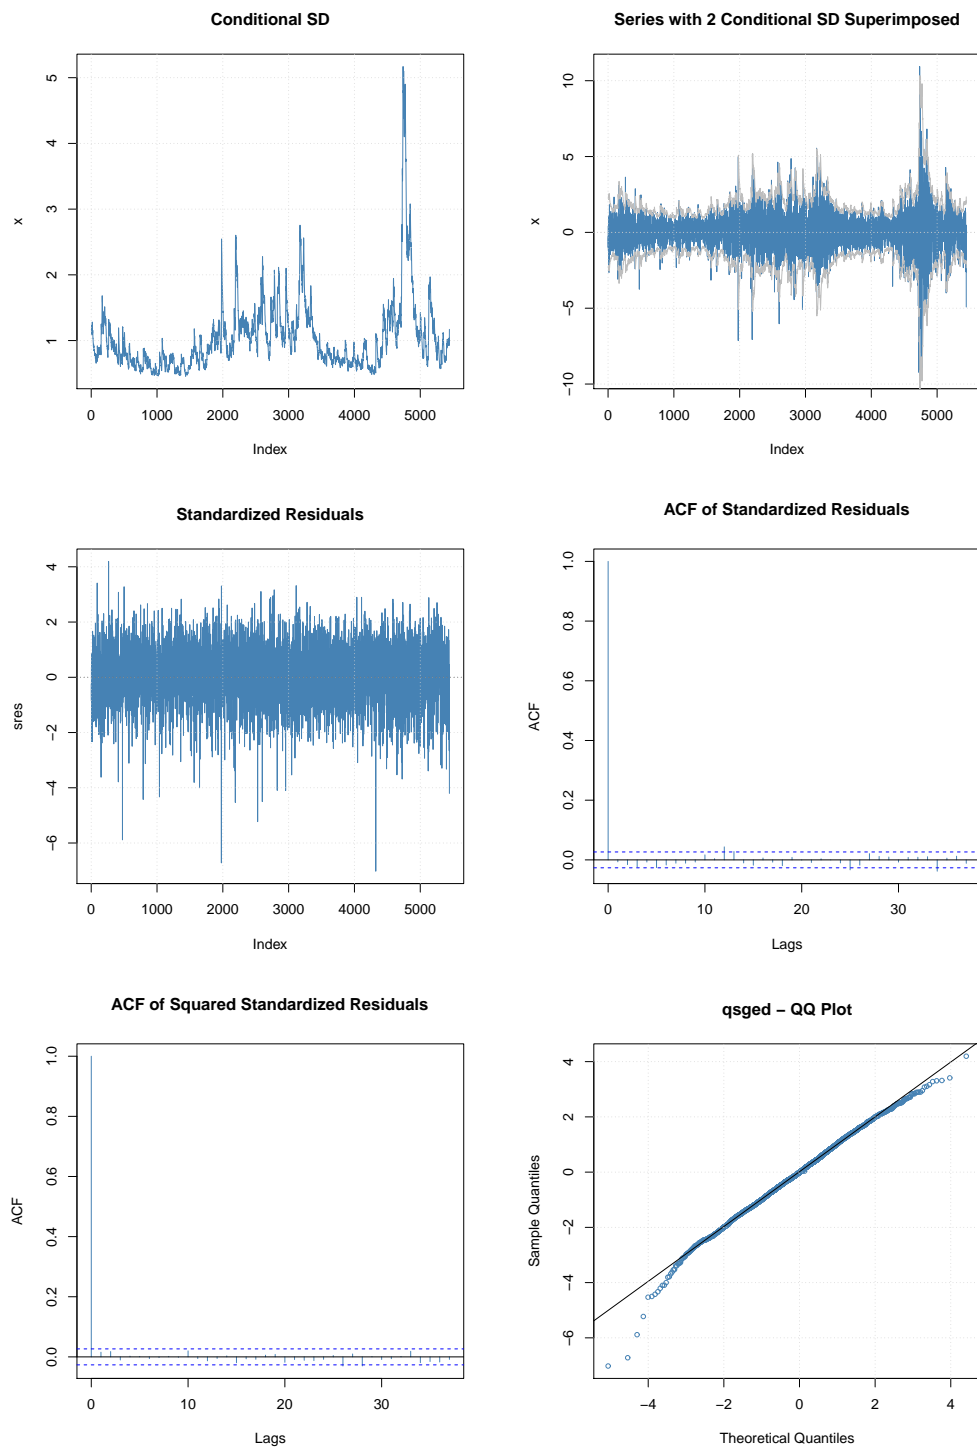 Conditional SD
x
5
4
3
2
1
0 1000 2000 3000 4000 5000
Index
Series with 2 Conditional SD Superimposed
x
10
5
0
−5
−10
0 1000 2000 3000 4000 5000
Index
Standardized Residuals
sres
4
2
0
−2
−4
−6
0 1000 2000 3000 4000 5000
Index
ACF of Standardized Residuals
ACF
1.0
0.8
0.6
0.4
0.2
0.0
0 10 20 30
Lags
ACF of Squared Standardized Residuals
ACF
1.0
0.8
0.6
0.4
0.2
0.0
0 10 20 30
Lags
qsged − QQ Plot
Sample Quantiles
4
2
0
−2
−4
−6
−4 −2 0 2 4
Theoretical Quantiles